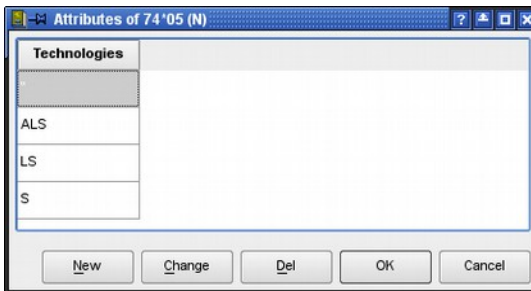 Attributes of 74*05 (N)
?
Technologies
''
ALS
LS
S
New
Change
Del
OK
Cancel